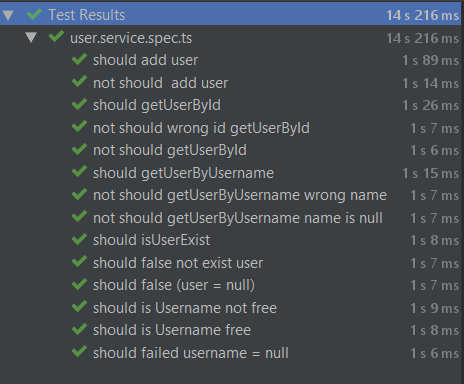 Test Results 14 s 216 ms
user.service.spec.ts 14 s 216 ms
should add user 1 s 89 ms
not should  add user 1 s 14 ms
should getUserById 1 s 26 ms
not should wrong id getUserById 1 s 7 ms
not should getUserById 1 s 6 ms
should getUserByUsername 1 s 15 ms
not should getUserByUsername wrong name 1 s 7 ms
not should getUserByUsername name is null 1 s 7 ms
should isUserExist 1 s 8 ms
should false not exist user 1 s 7 ms
should false (user = null) 1 s 7 ms
should is Username not free 1 s 9 ms
should is Username free 1 s 8 ms
should failed username = null 1 s 6 ms